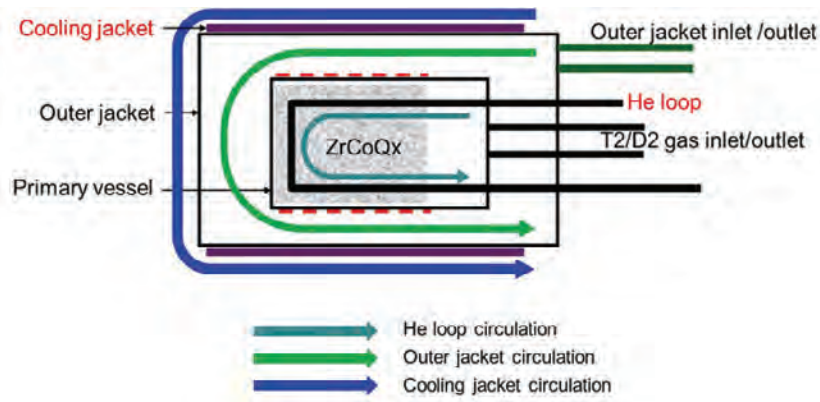 Cooling jacket
Outer jacket inlet /outlet
He loop
Outer jacket
T2/D2 gas inlet/outlet
ZrCoQx
Primary vessel
He loop circulation
Outer jacket circulation
Cooling jacket circulation